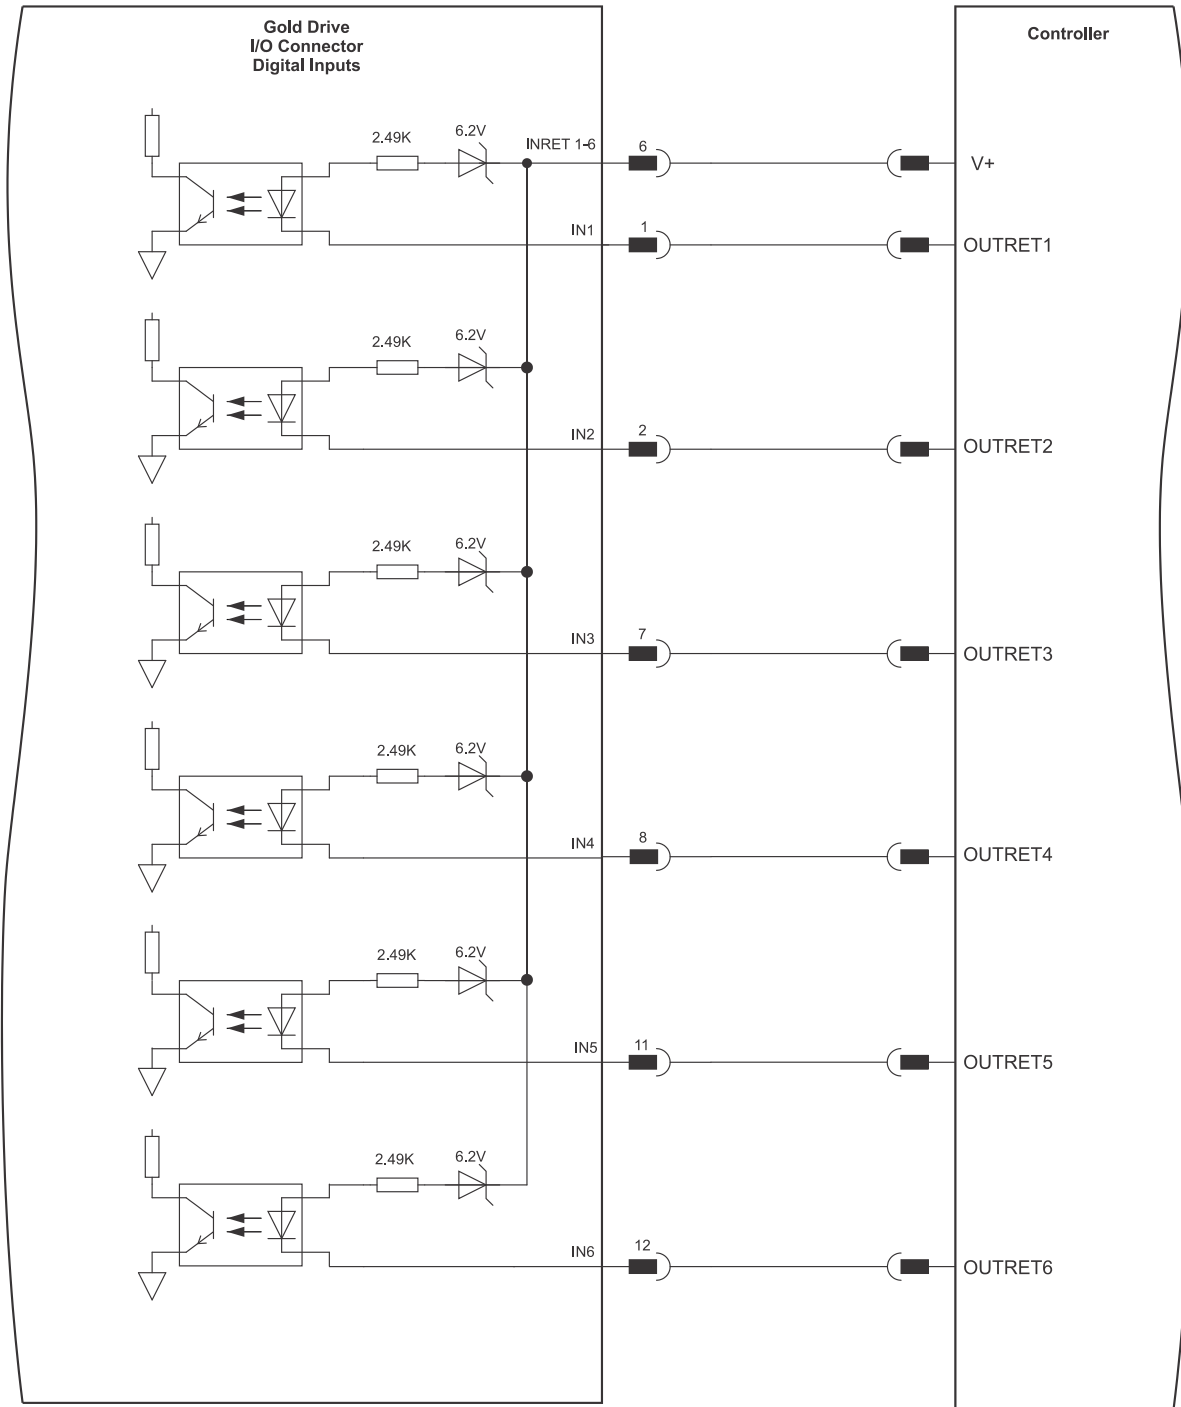 Gold Drive
I/O Connector
Digital Inputs
Controller
2.49K
6.2V
INRET 1-6
6
V+
IN1
1
OUTRET1
2.49K
6.2V
IN2
2
OUTRET2
2.49K
6.2V
IN3
7
OUTRET3
2.49K
6.2V
IN4
8
OUTRET4
2.49K
6.2V
IN5
11
OUTRET5
2.49K
6.2V
IN6
12
OUTRET6